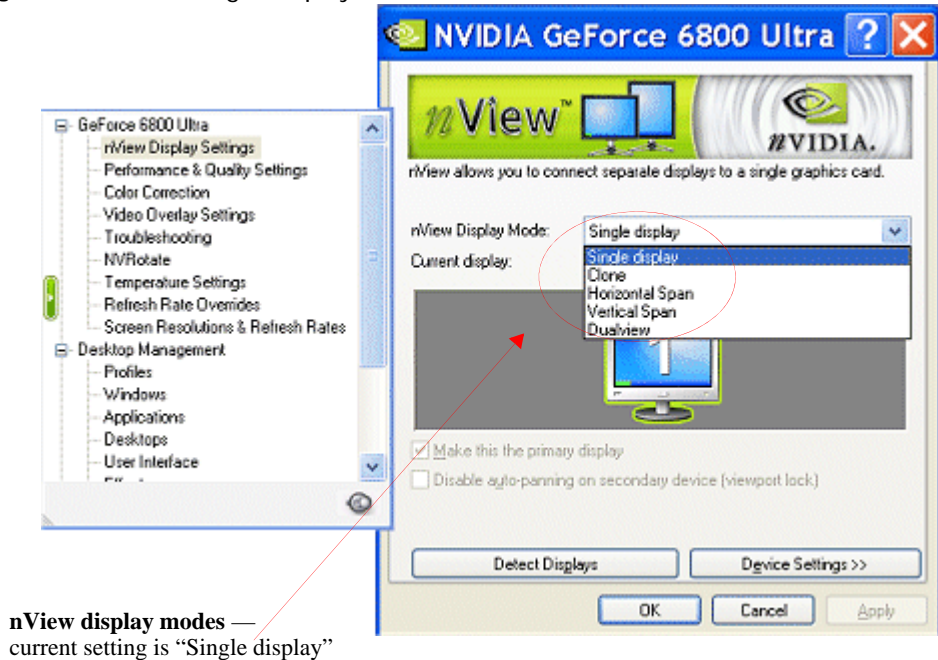 NVIDIA GeForce 6800 Ultra
nView™
NVIDIA.
nView allows you to connect separate displays to a single graphics card.
nView Display Mode:
Single display
Single display
Clone
Horizontal Span
Vertical Span
Dualview
Current display:
1
Make this the primary display
Disable auto-panning on secondary device (viewport lock)
Detect Displays
Device Settings >>
OK
Cancel
Apply
GeForce 6800 Ultra
nView Display Settings
Performance & Quality Settings
Color Correction
Video Overlay Settings
Troubleshooting
NVRotate
Temperature Settings
Refresh Rate Overrides
Screen Resolutions & Refresh Rates
Desktop Management
Profiles
Windows
Applications
Desktops
User Interface
nView display modes —
current setting is “Single display”